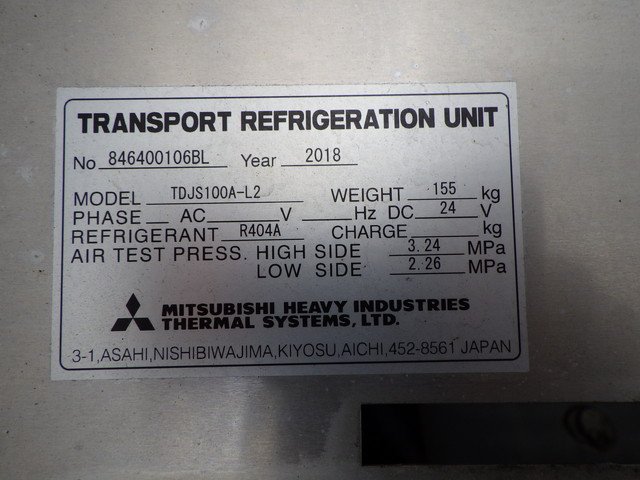 TRANSPORT REFRIGERATION UNIT
No 846400106BL Year 2018
MODEL TDJS100A-L2 WEIGHT 155 kg
PHASE AC V Hz DC 24 V
REFRIGERANT R404A CHARGE kg
AIR TEST PRESS. HIGH SIDE 3.24 MPa
LOW SIDE 2.26 MPa
MITSUBISHI HEAVY INDUSTRIES
THERMAL SYSTEMS, LTD.
3-1,ASAHI,NISHIBIWAJIMA,KIYOSU,AICHI,452-8561 JAPAN